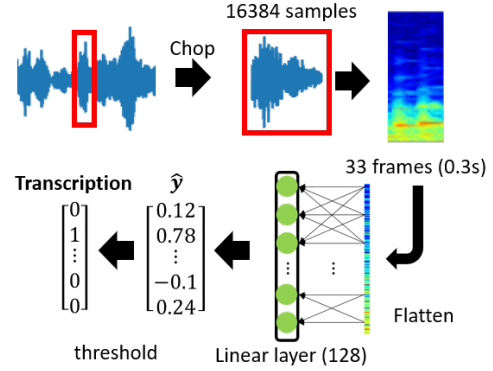 16384 samples
Chop
33 frames (0.3s)
Transcription
ŷ
0
1
⋮
0
0
0.12
0.78
⋮
−0.1
0.24
...
...
Flatten
threshold
Linear layer (128)